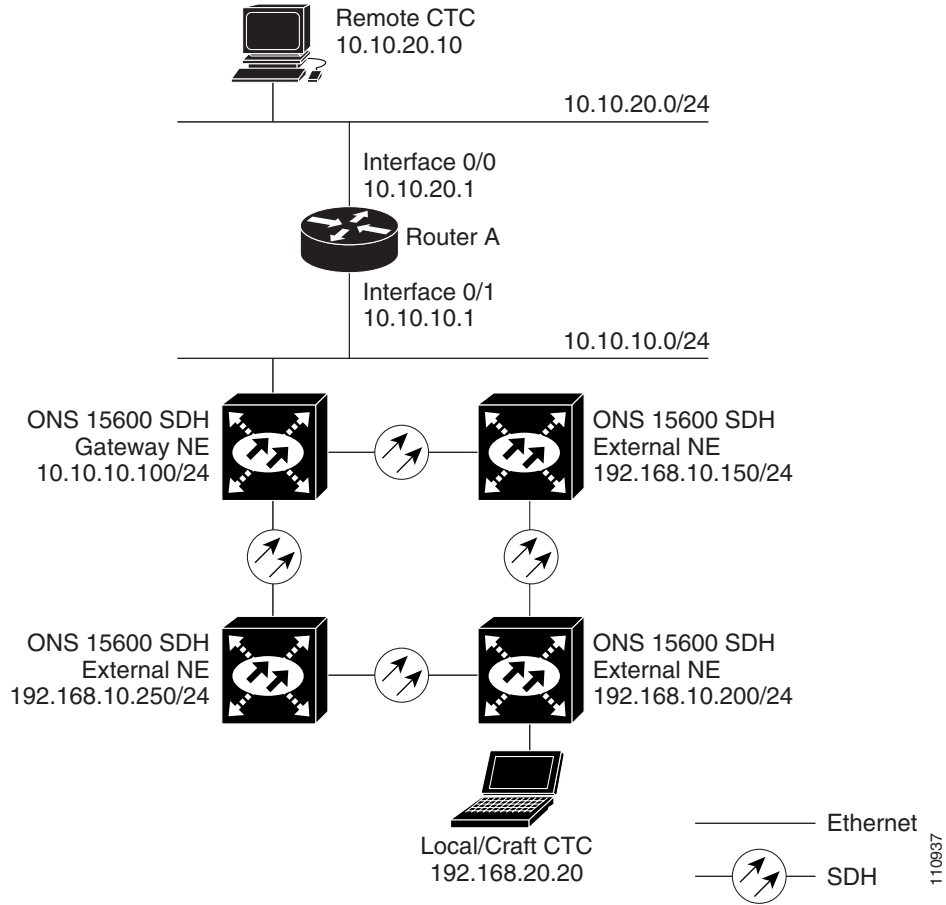 Remote CTC
10.10.20.10
10.10.20.0/24
Interface 0/0
10.10.20.1
Router A
Interface 0/1
10.10.10.1
10.10.10.0/24
ONS 15600 SDH
Gateway NE
10.10.10.100/24
ONS 15600 SDH
External NE
192.168.10.150/24
ONS 15600 SDH
External NE
192.168.10.250/24
ONS 15600 SDH
External NE
192.168.10.200/24
Local/Craft CTC
192.168.20.20
Ethernet
SDH
110937